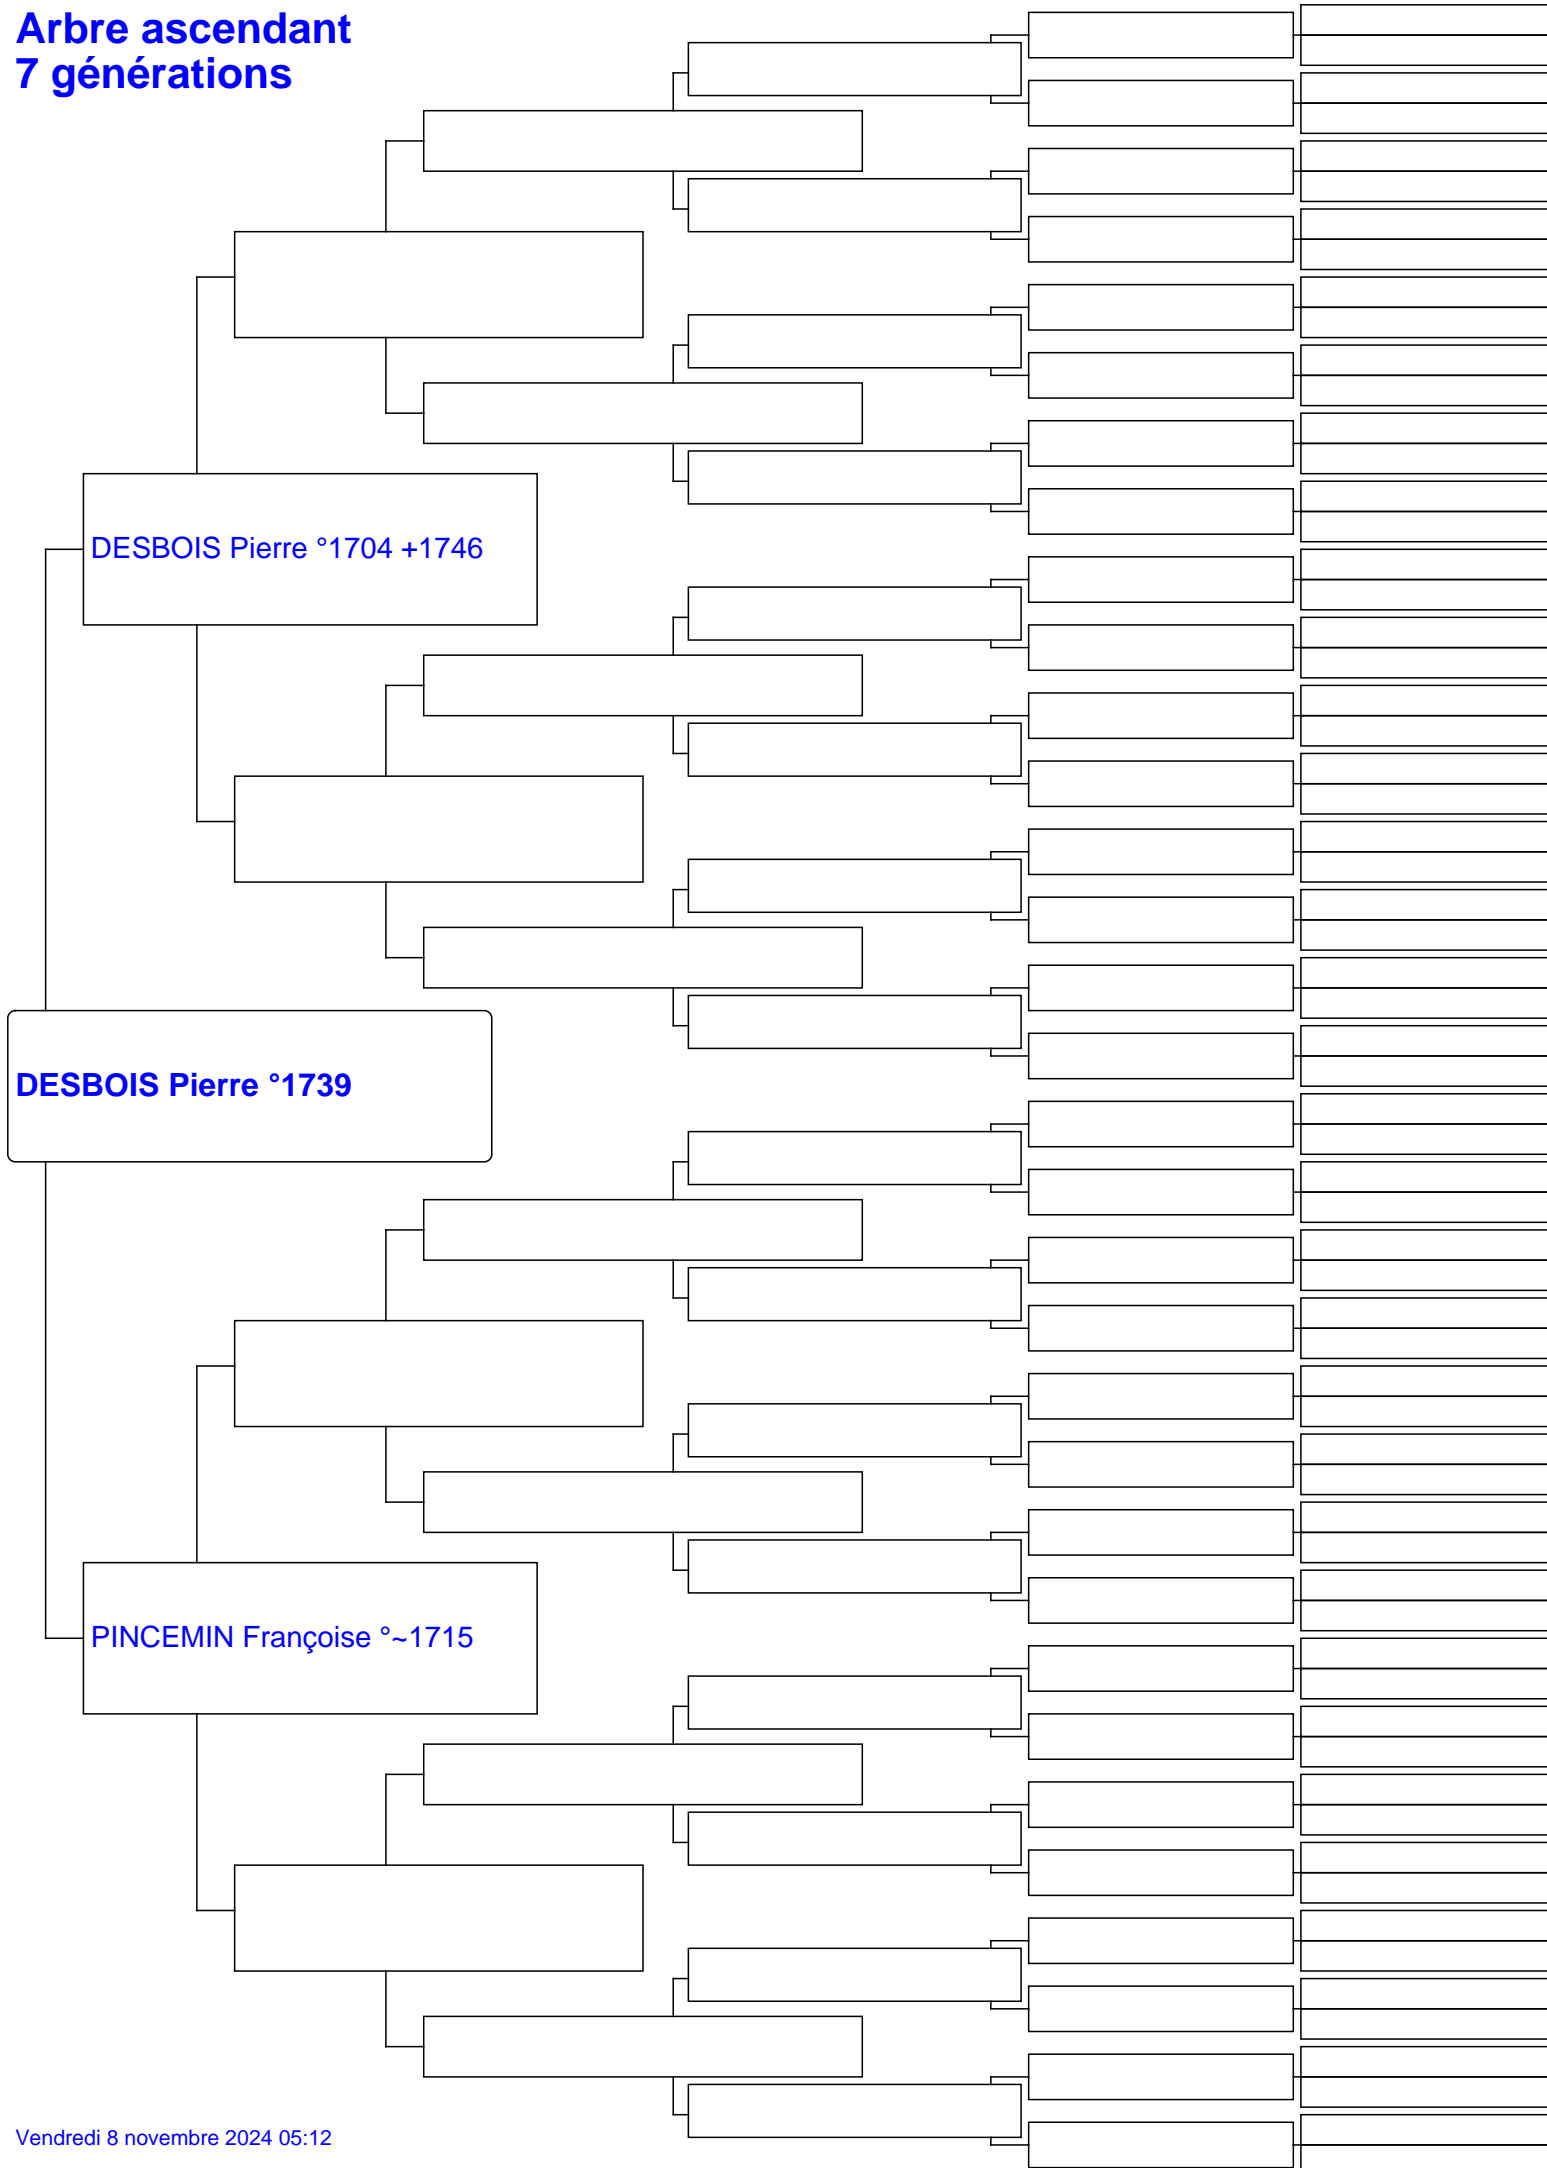 Arbre ascendant
7 générations
DESBOIS Pierre °1704 +1746
DESBOIS Pierre °1739
PINCEMIN Françoise °~1715
Vendredi 8 novembre 2024 05:12